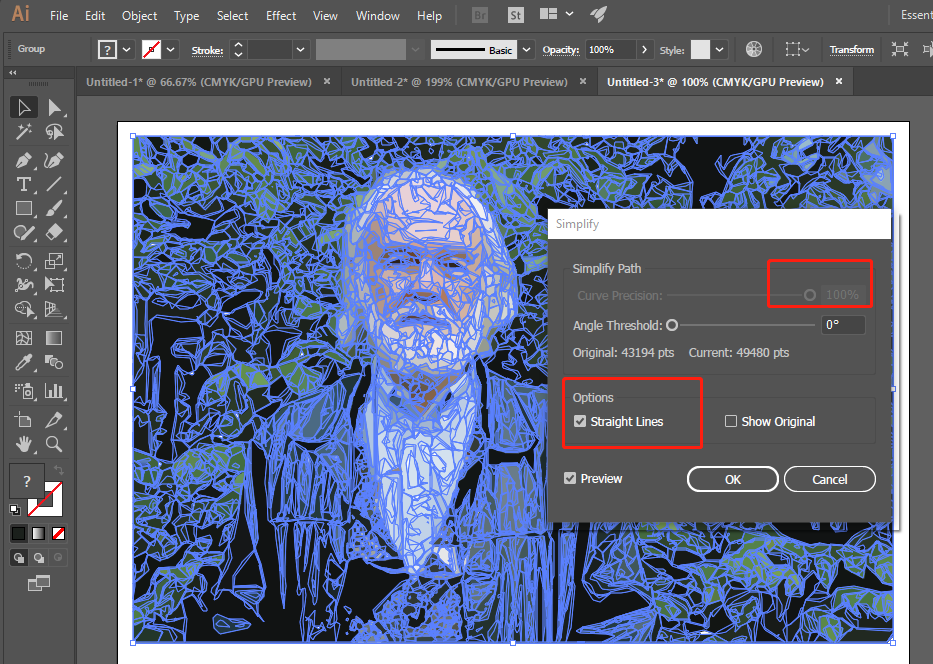 Ai File Edit Object Type Select Effect View Window Help Br St Essent
Group ? Stroke: Basic Opacity: 100% Style: Transform
Untitled-1* @ 66.67% (CMYK/GPU Preview) × Untitled-2* @ 199% (CMYK/GPU Preview) × Untitled-3* @ 100% (CMYK/GPU Preview) ×
Simplify
Simplify Path
Curve Precision: 100%
Angle Threshold: 0°
Original: 43194 pts Current: 49480 pts
Options
Straight Lines Show Original
Preview OK Cancel
?